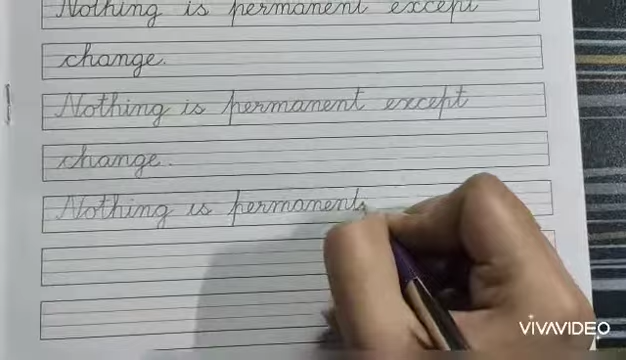 Nothing is permanent except
change.
Nothing is permanent except
change.
Nothing is permanent
VIVAVIDEO